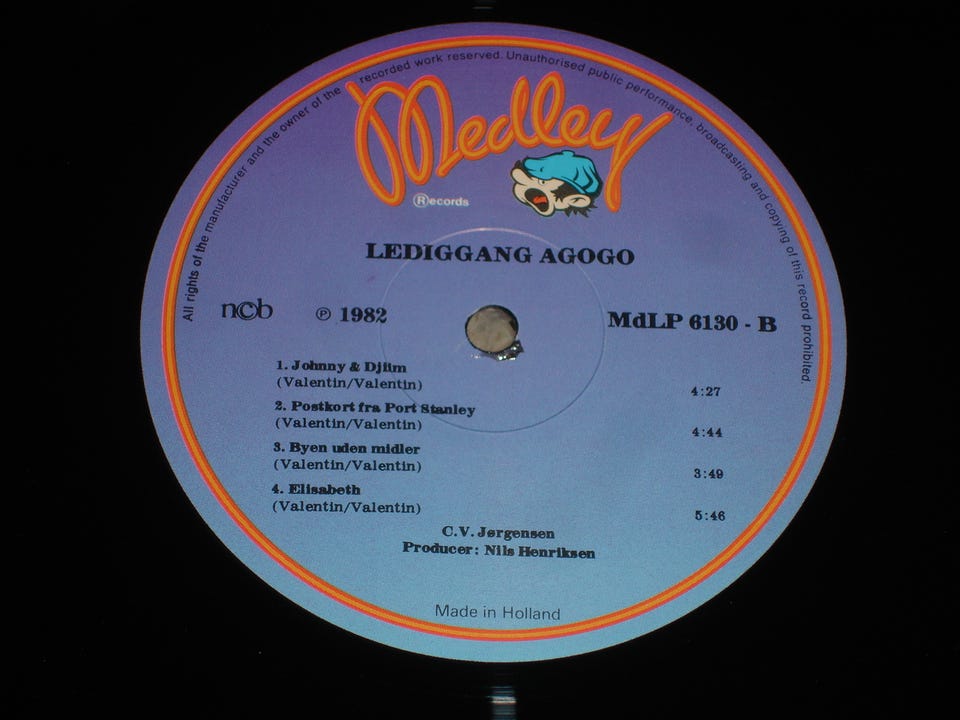 All rights of the manufacturer and the owner of the recorded work reserved. Unauthorised public performance, broadcasting and copying of this record prohibited.
Medley
Ⓡecords
LEDIGGANG AGOGO
ncb
℗ 1982
MdLP 6130 - B
1. Johnny & Djim
(Valentin/Valentin)
4:27
2. Postkort fra Port Stanley
(Valentin/Valentin)
4:44
3. Byen uden midler
(Valentin/Valentin)
3:49
4. Elisabeth
(Valentin/Valentin)
5:46
C.V. Jørgensen
Producer: Nils Henriksen
Made in Holland